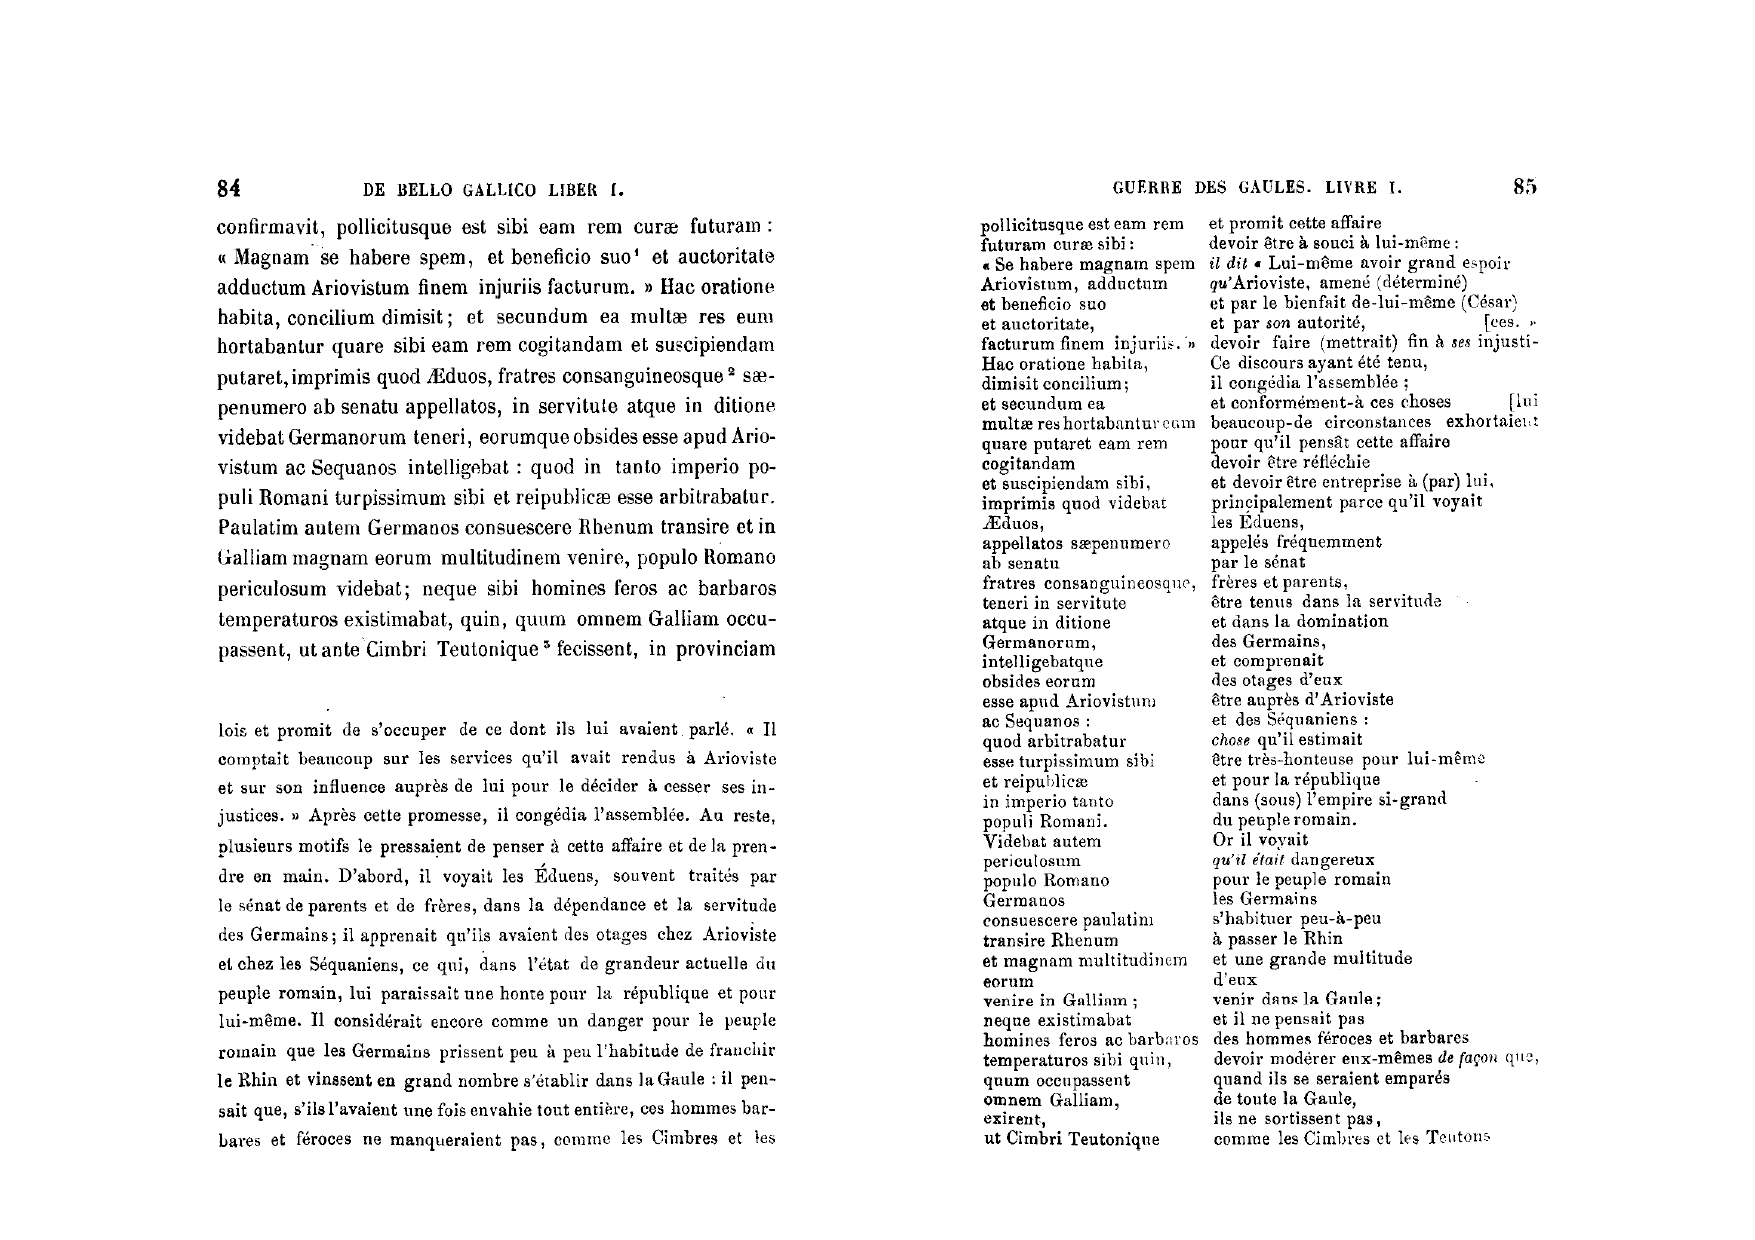 84 DE BELLO GALLICO LIBER I.
confirmavit, pollicitusque est sibi eam rem curæ futuram :
« Magnam se habere spem, et beneficio suo¹ et auctoritate
adductum Ariovistum finem injuriis facturum. » Hac oratione
habita, concilium dimisit; et secundum ea multæ res eum
hortabantur quare sibi eam rem cogitandam et suscipiendam
putaret, imprimis quod Æduos, fratres consanguineosque² sæ-
penumero ab senatu appellatos, in servitute atque in ditione
videbat Germanorum teneri, eorumque obsides esse apud Ario-
vistum ac Sequanos intelligebat : quod in tanto imperio po-
puli Romani turpissimum sibi et reipublicæ esse arbitrabatur.
Paulatim autem Germanos consuescere Rhenum transire et in
Galliam magnam eorum multitudinem venire, populo Romano
periculosum videbat; neque sibi homines feros ac barbaros
temperaturos existimabat, quin, quum omnem Galliam occu-
passent, ut ante Cimbri Teutonique³ fecissent, in provinciam
lois et promit de s'occuper de ce dont ils lui avaient parlé. « Il
comptait beaucoup sur les services qu'il avait rendus à Arioviste
et sur son influence auprès de lui pour le décider à cesser ses in-
justices. » Après cette promesse, il congédia l'assemblée. Au reste,
plusieurs motifs le pressaient de penser à cette affaire et de la pren-
dre en main. D'abord, il voyait les Éduens, souvent traités par
le sénat de parents et de frères, dans la dépendance et la servitude
des Germains; il apprenait qu'ils avaient des otages chez Arioviste
et chez les Séquaniens, ce qui, dans l'état de grandeur actuelle du
peuple romain, lui paraissait une honte pour la république et pour
lui-même. Il considérait encore comme un danger pour le peuple
romain que les Germains prissent peu à peu l'habitude de franchir
le Rhin et vinssent en grand nombre s'établir dans la Gaule : il pen-
sait que, s'ils l'avaient une fois envahie tout entière, ces hommes bar-
bares et féroces ne manqueraient pas, comme les Cimbres et les
GUERRE DES GAULES. LIVRE I. 85
pollicitusque est eam rem et promit cette affaire
futuram curæ sibi : devoir être à souci à lui-même :
« Se habere magnam spem il dit « Lui-même avoir grand espoir
Ariovistum, adductum qu'Arioviste, amené (déterminé)
et beneficio suo et par le bienfait de-lui-même (César)
et auctoritate, et par son autorité, [ces. »
facturum finem injuriis. » devoir faire (mettrait) fin à ses injusti-
Hac oratione habita, Ce discours ayant été tenu,
dimisit concilium; il congédia l'assemblée ;
et secundum ea et conformément-à ces choses [lui
multæ res hortabantur eum beaucoup-de circonstances exhortaient
quare putaret eam rem pour qu'il pensât cette affaire
cogitandam devoir être réfléchie
et suscipiendam sibi, et devoir être entreprise à (par) lui,
imprimis quod videbat principalement parce qu'il voyait
Æduos, les Éduens,
appellatos sæpenumero appelés fréquemment
ab senatu par le sénat
fratres consanguineosque, frères et parents,
teneri in servitute être tenus dans la servitude
atque in ditione et dans la domination
Germanorum, des Germains,
intelligebatque et comprenait
obsides eorum des otages d'eux
esse apud Ariovistum être auprès d'Arioviste
ac Sequanos : et des Séquaniens :
quod arbitrabatur chose qu'il estimait
esse turpissimum sibi être très-honteuse pour lui-même
et reipublicæ et pour la république
in imperio tanto dans (sous) l'empire si-grand
populi Romani. du peuple romain.
Videbat autem Or il voyait
periculosum qu'il était dangereux
populo Romano pour le peuple romain
Germanos les Germains
consuescere paulatim s'habituer peu-à-peu
transire Rhenum à passer le Rhin
et magnam multitudinem et une grande multitude
eorum d'eux
venire in Galliam ; venir dans la Gaule;
neque existimabat et il ne pensait pas
homines feros ac barbaros des hommes féroces et barbares
temperaturos sibi quin, devoir modérer eux-mêmes de façon que,
quum occupassent quand ils se seraient emparés
omnem Galliam, de toute la Gaule,
exirent, ils ne sortissent pas,
ut Cimbri Teutonique comme les Cimbres et les Teutons